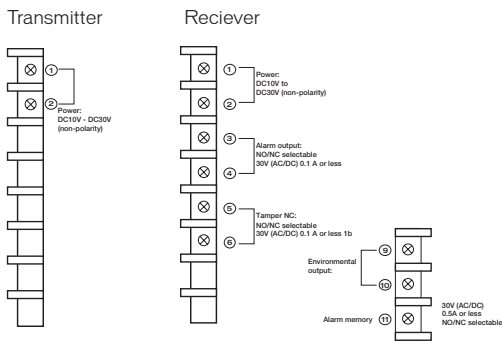 Transmitter
Reciever
1
2
Power:
DC10V - DC30V
(non-polarity)
1
Power:
DC10V to
DC30V (non-polarity)
2
3
Alarm output:
NO/NC selectable
30V (AC/DC) 0.1 A or less
4
5
Tamper NC:
NO/NC selectable
30V (AC/DC) 0.1 A or less 1b
6
9
Environmental
output:
10
30V (AC/DC)
0.5A or less
NO/NC selectable
Alarm memory
11